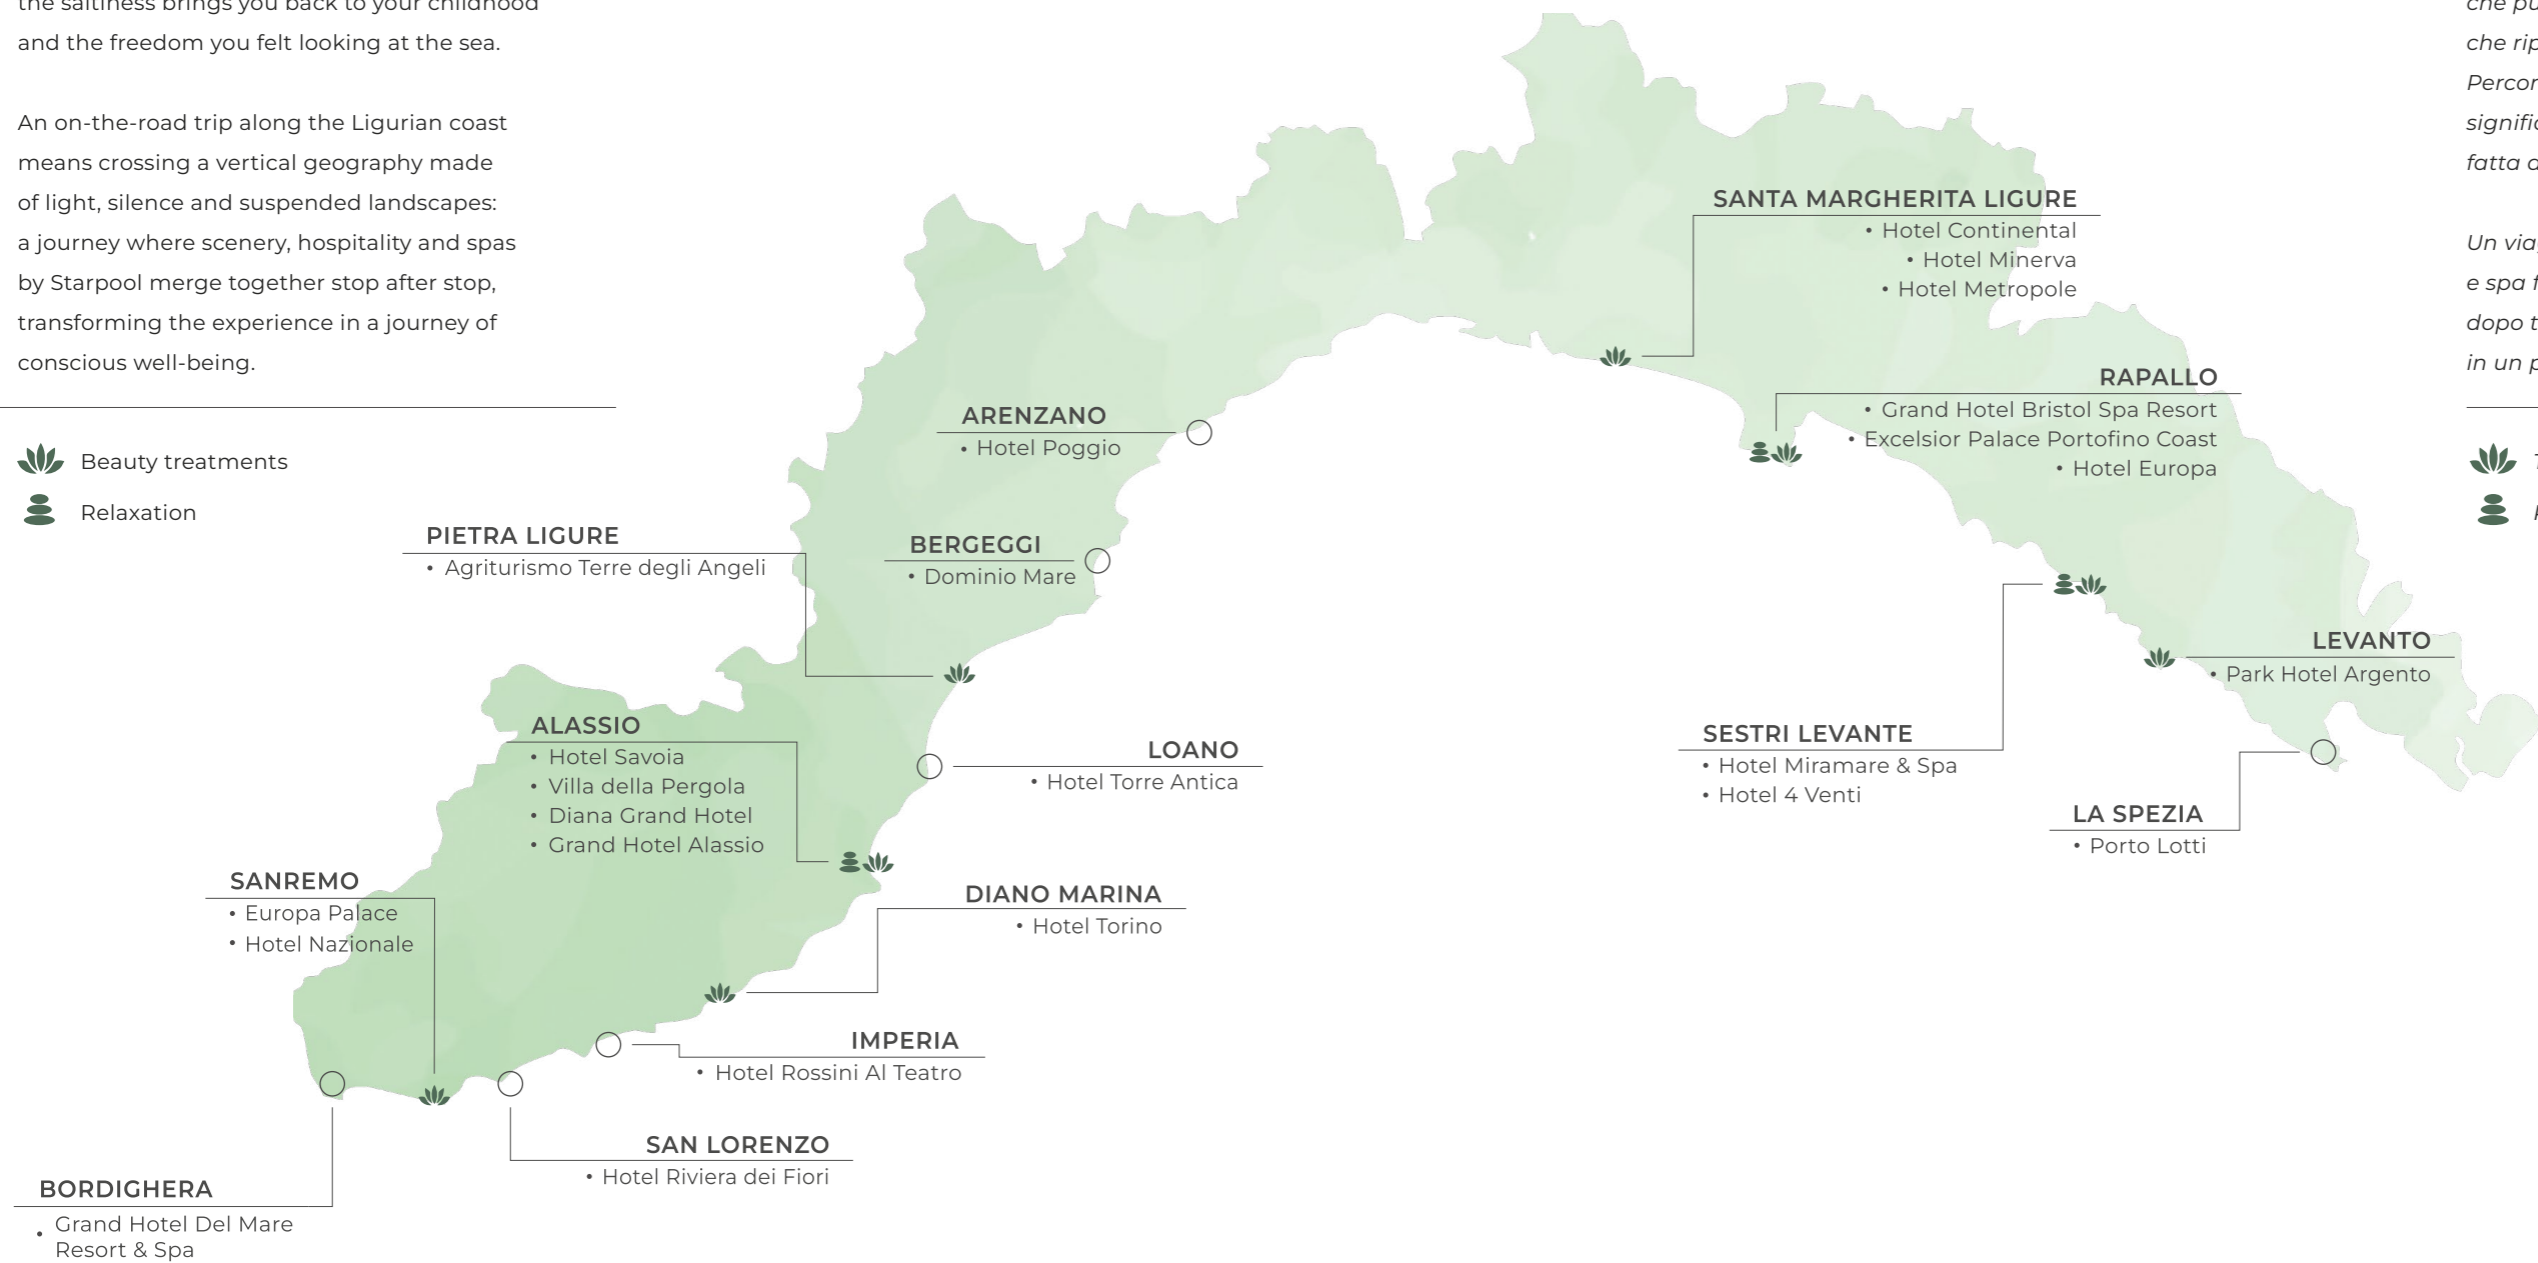 the saltiness brings you back to your childhood
and the freedom you felt looking at the sea.
An on-the-road trip along the Ligurian coast
means crossing a vertical geography made
of light, silence and suspended landscapes:
a journey where scenery, hospitality and spas
by Starpool merge together stop after stop,
transforming the experience in a journey of
conscious well-being.
Beauty treatments
Relaxation
SANTA MARGHERITA LIGURE
• Hotel Continental
• Hotel Minerva
• Hotel Metropole
RAPALLO
• Grand Hotel Bristol Spa Resort
• Excelsior Palace Portofino Coast
• Hotel Europa
ARENZANO
• Hotel Poggio
PIETRA LIGURE
• Agriturismo Terre degli Angeli
BERGEGGI
• Dominio Mare
LEVANTO
• Park Hotel Argento
ALASSIO
• Hotel Savoia
• Villa della Pergola
• Diana Grand Hotel
• Grand Hotel Alassio
LOANO
• Hotel Torre Antica
SESTRI LEVANTE
• Hotel Miramare & Spa
• Hotel 4 Venti
LA SPEZIA
• Porto Lotti
SANREMO
• Europa Palace
• Hotel Nazionale
DIANO MARINA
• Hotel Torino
IMPERIA
• Hotel Rossini Al Teatro
SAN LORENZO
• Hotel Riviera dei Fiori
BORDIGHERA
• Grand Hotel Del Mare
Resort & Spa
che
che
Un
e spa
dopo
in un